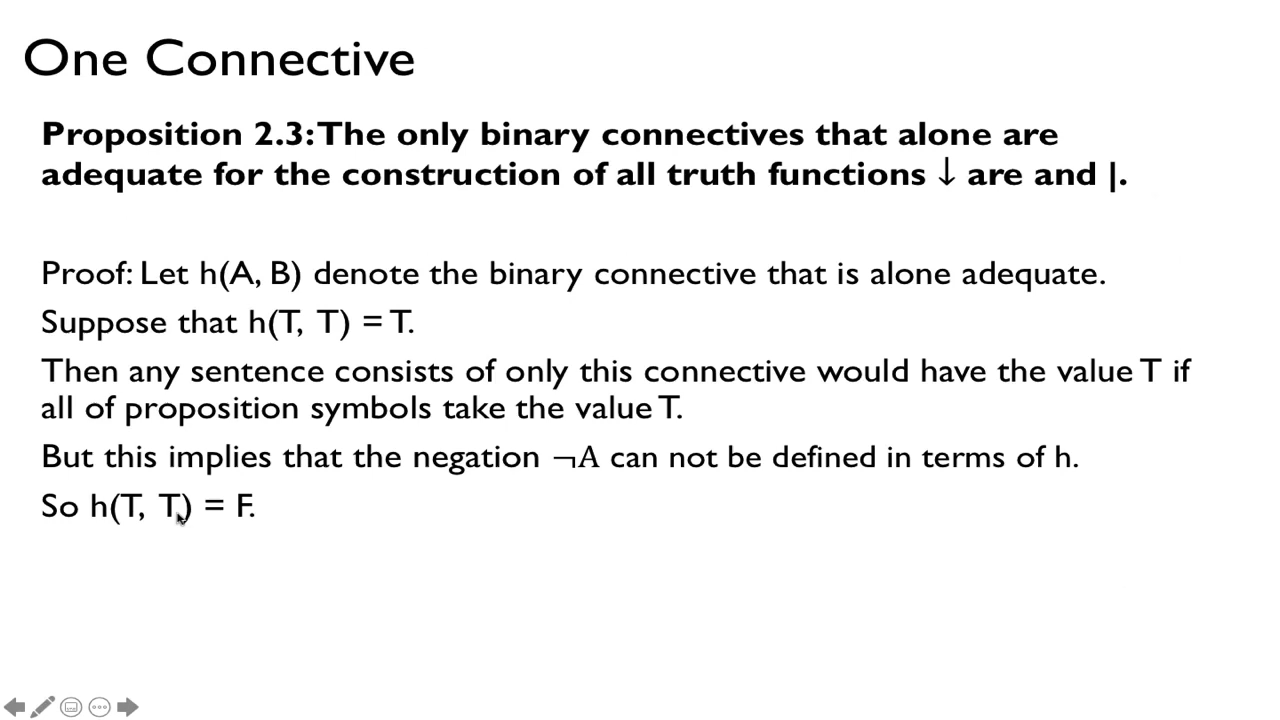 One Connective
Proposition 2.3: The only binary connectives that alone are
adequate for the construction of all truth functions ↓ are and |.
Proof: Let h(A, B) denote the binary connective that is alone adequate.
Suppose that h(T, T) = T.
Then any sentence consists of only this connective would have the value T if
all of proposition symbols take the value T.
But this implies that the negation ¬A can not be defined in terms of h.
So h(T, T) = F.